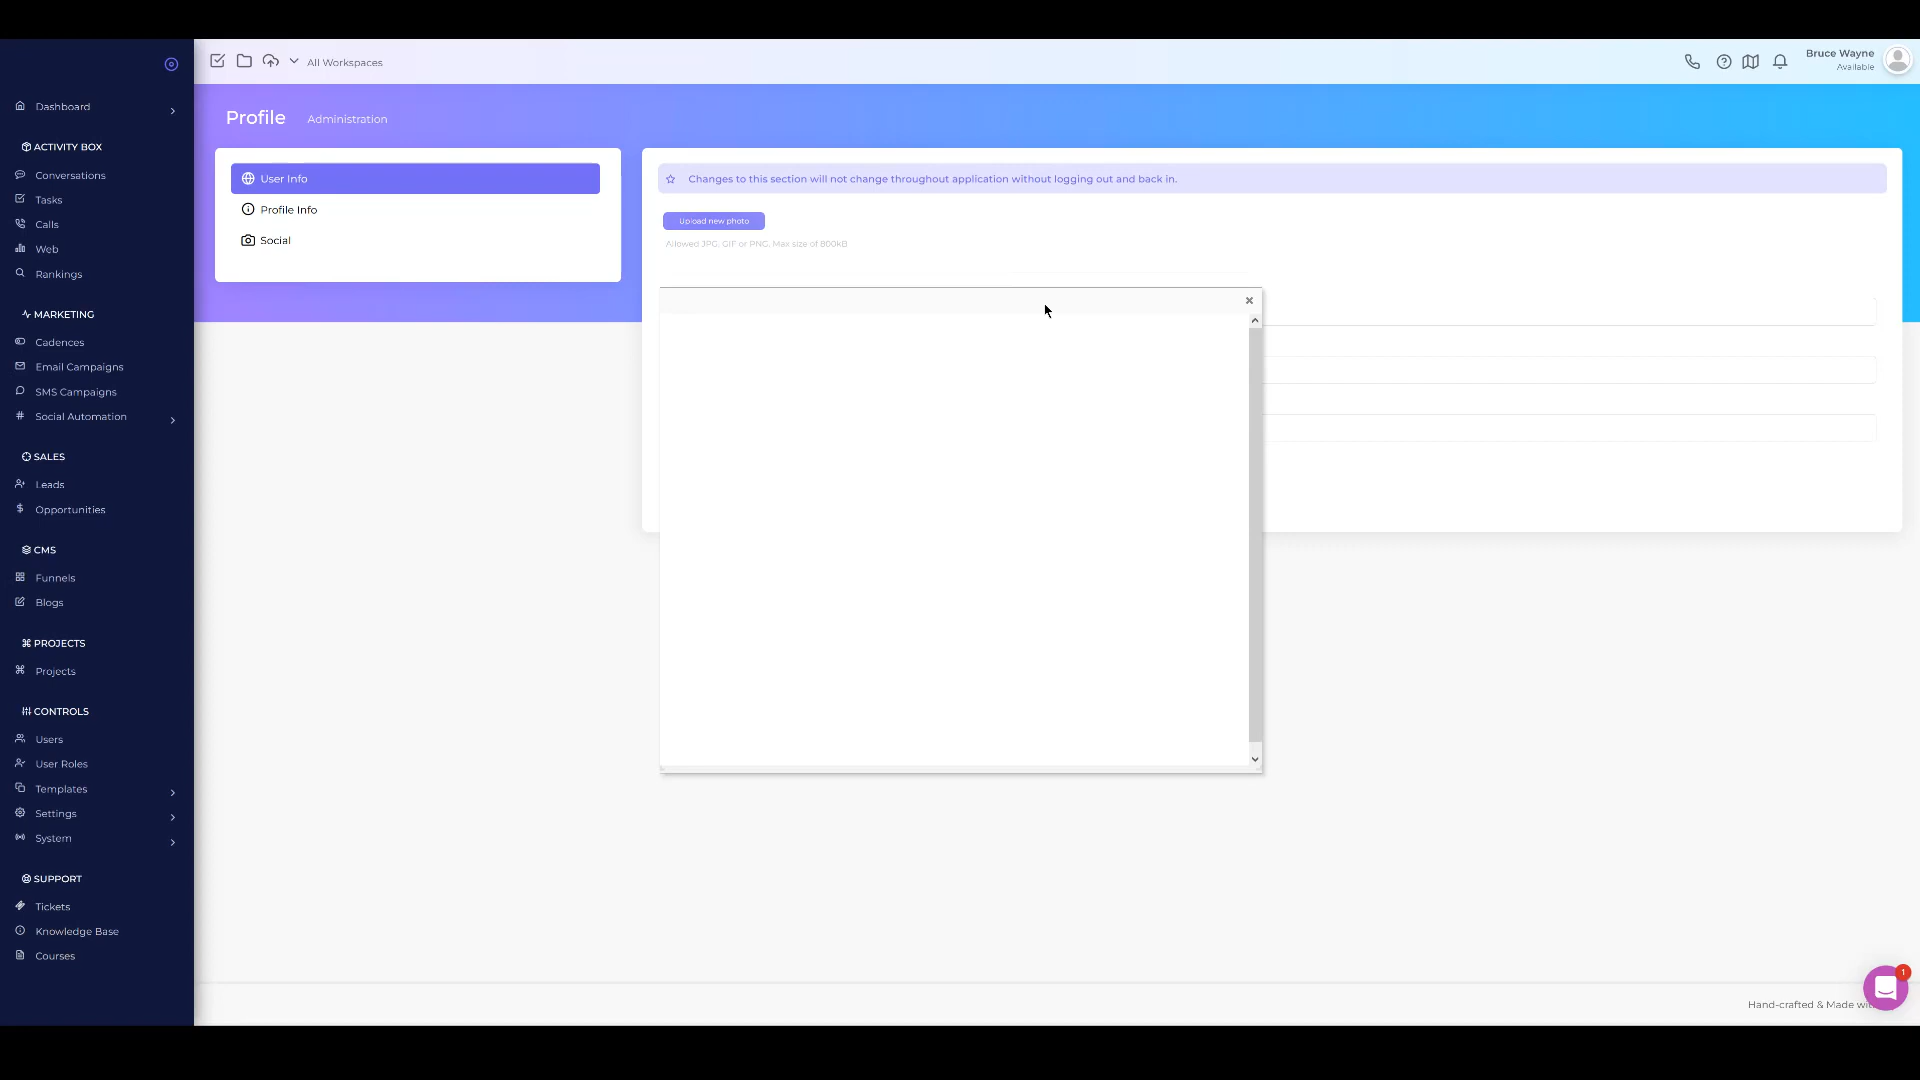 All Workspaces
Bruce Wayne
Available
Dashboard
ACTIVITY BOX
Conversations
Tasks
Calls
Web
Rankings
MARKETING
Cadences
Email Campaigns
SMS Campaigns
Social Automation
SALES
Leads
Opportunities
CMS
Funnels
Blogs
PROJECTS
Projects
CONTROLS
Users
User Roles
Templates
Settings
System
SUPPORT
Tickets
Knowledge Base
Courses
Profile Administration
User Info
Profile Info
Social
Changes to this section will not change throughout application without logging out and back in.
Upload new photo
Allowed JPG, GIF or PNG. Max size of 800kB
1
Hand-crafted & Made